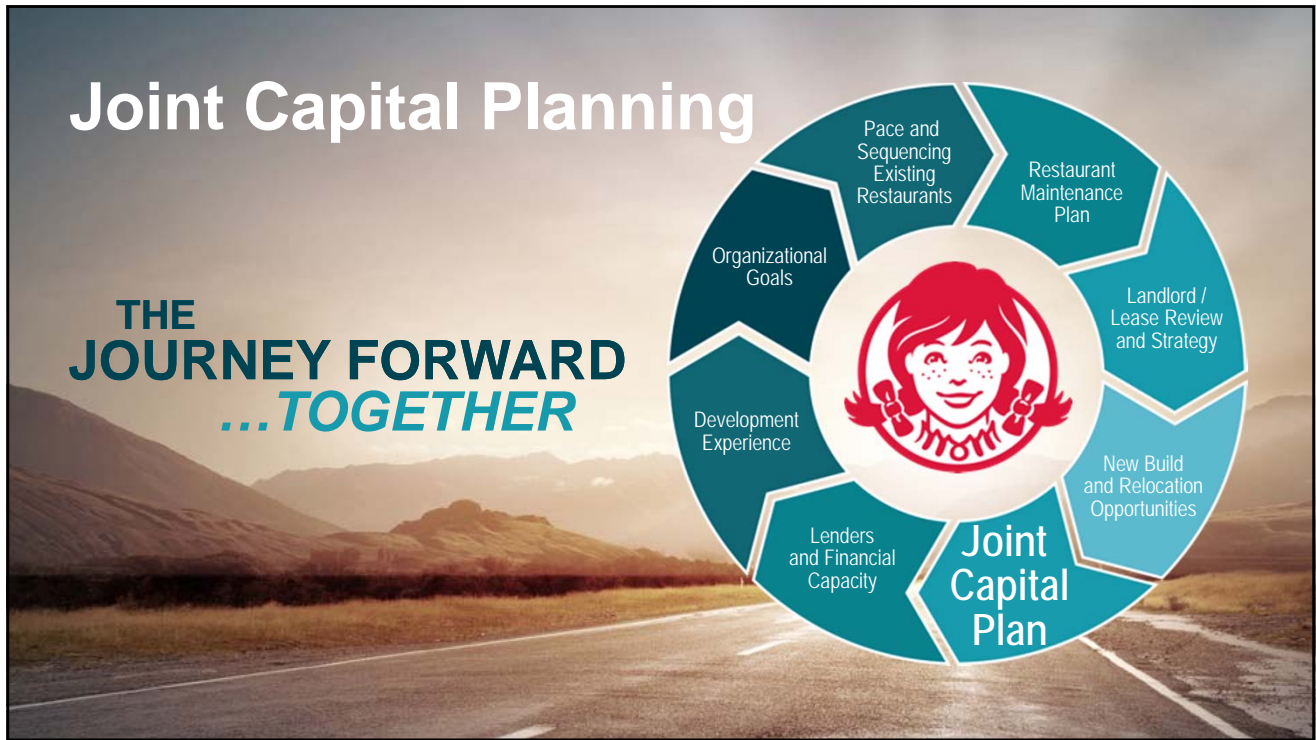 Joint Capital Planning
THE
JOURNEY FORWARD
...TOGETHER
Pace and
Sequencing
Existing
Restaurants
Restaurant
Maintenance
Plan
Landlord /
Lease Review
and Strategy
New Build
and Relocation
Opportunities
Joint
Capital
Plan
Lenders
and Financial
Capacity
Development
Experience
Organizational
Goals